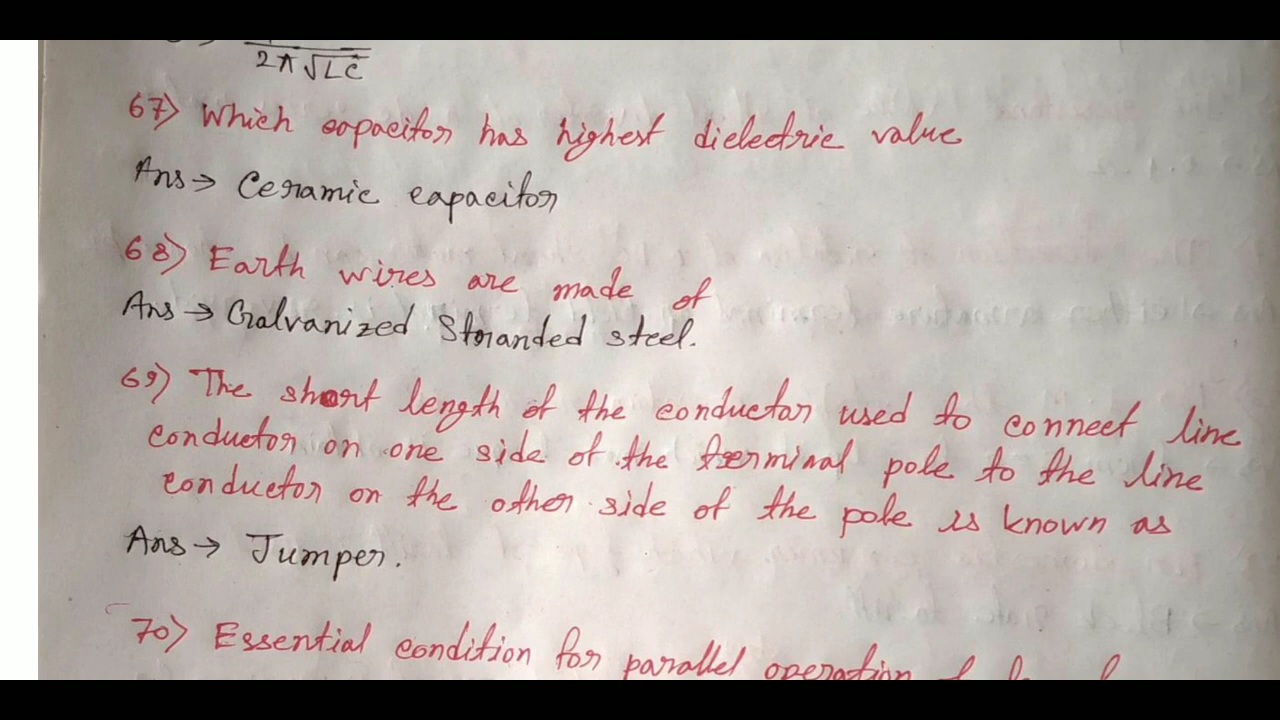 2π√LC
67) Which capacitor has highest dielectric value
Ans → Ceramic capacitor
68) Earth wires are made of
Ans → Galvanized Stranded steel.
69) The short length of the conductor used to connect line
conductor on one side of the terminal pole to the line
conductor on the other side of the pole is known as
Ans → Jumper.
70) Essential condition for parallel operation